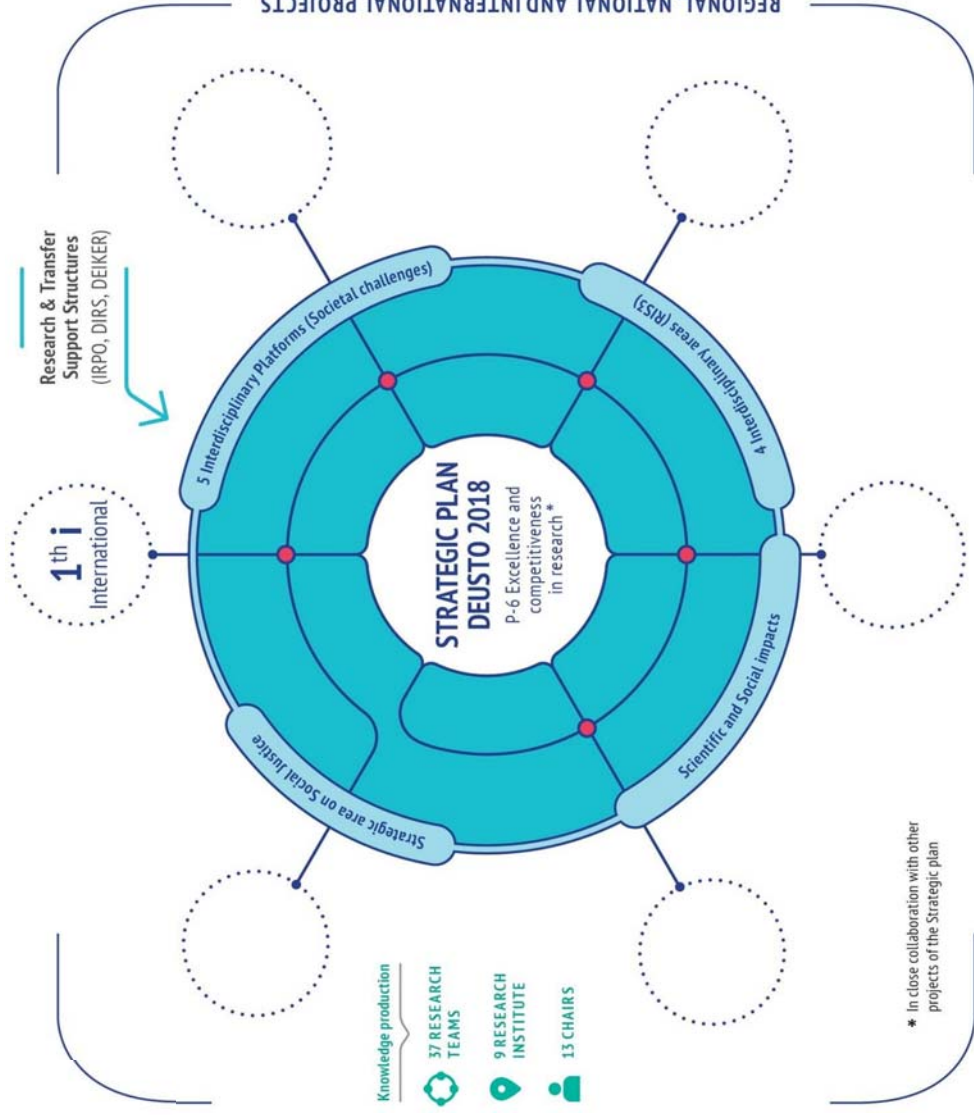 REGIONAL NATIONAL AND INTERNATIONAL PROJECTS
Research & Transfer
Support Structures
(IRPO, DIRS, DEIKER)
1th i
International
5 Interdisciplinary Platforms (Societal challenges)
4 Interdisciplinary areas (RIS3)
Scientific and Social impacts
Strategic area on Social Justice
STRATEGIC PLAN
DEUSTO 2018
P-6 Excellence and
competitiveness
in research *
Knowledge production
37 RESEARCH
TEAMS
9 RESEARCH
INSTITUTE
13 CHAIRS
* In close collaboration with other
projects of the Strategic plan